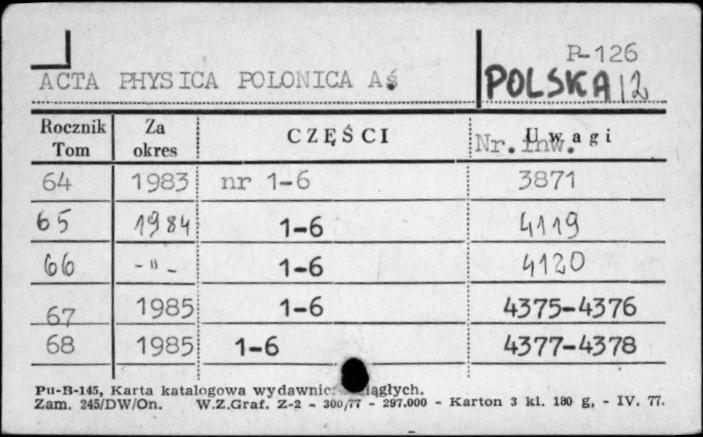 P-126
ACTA PHYSICA POLONICA A
POLSKA 12
Rocznik Tom Za okres CZĘŚCI Uwagi Nr. inw.
64 1983 nr 1-6 3871
65 1984 1-6 4119
66 -"- 1-6 4120
67 1985 1-6 4375-4376
68 1985 1-6 4377-4378
Pu-B-145, Karta katalogowa wydawnic
Zam. 245/DW/On. W.Z.Graf. Z-2 - 300/77 - 297.000 - Karton 3 kl. 180 g, - IV. 77.